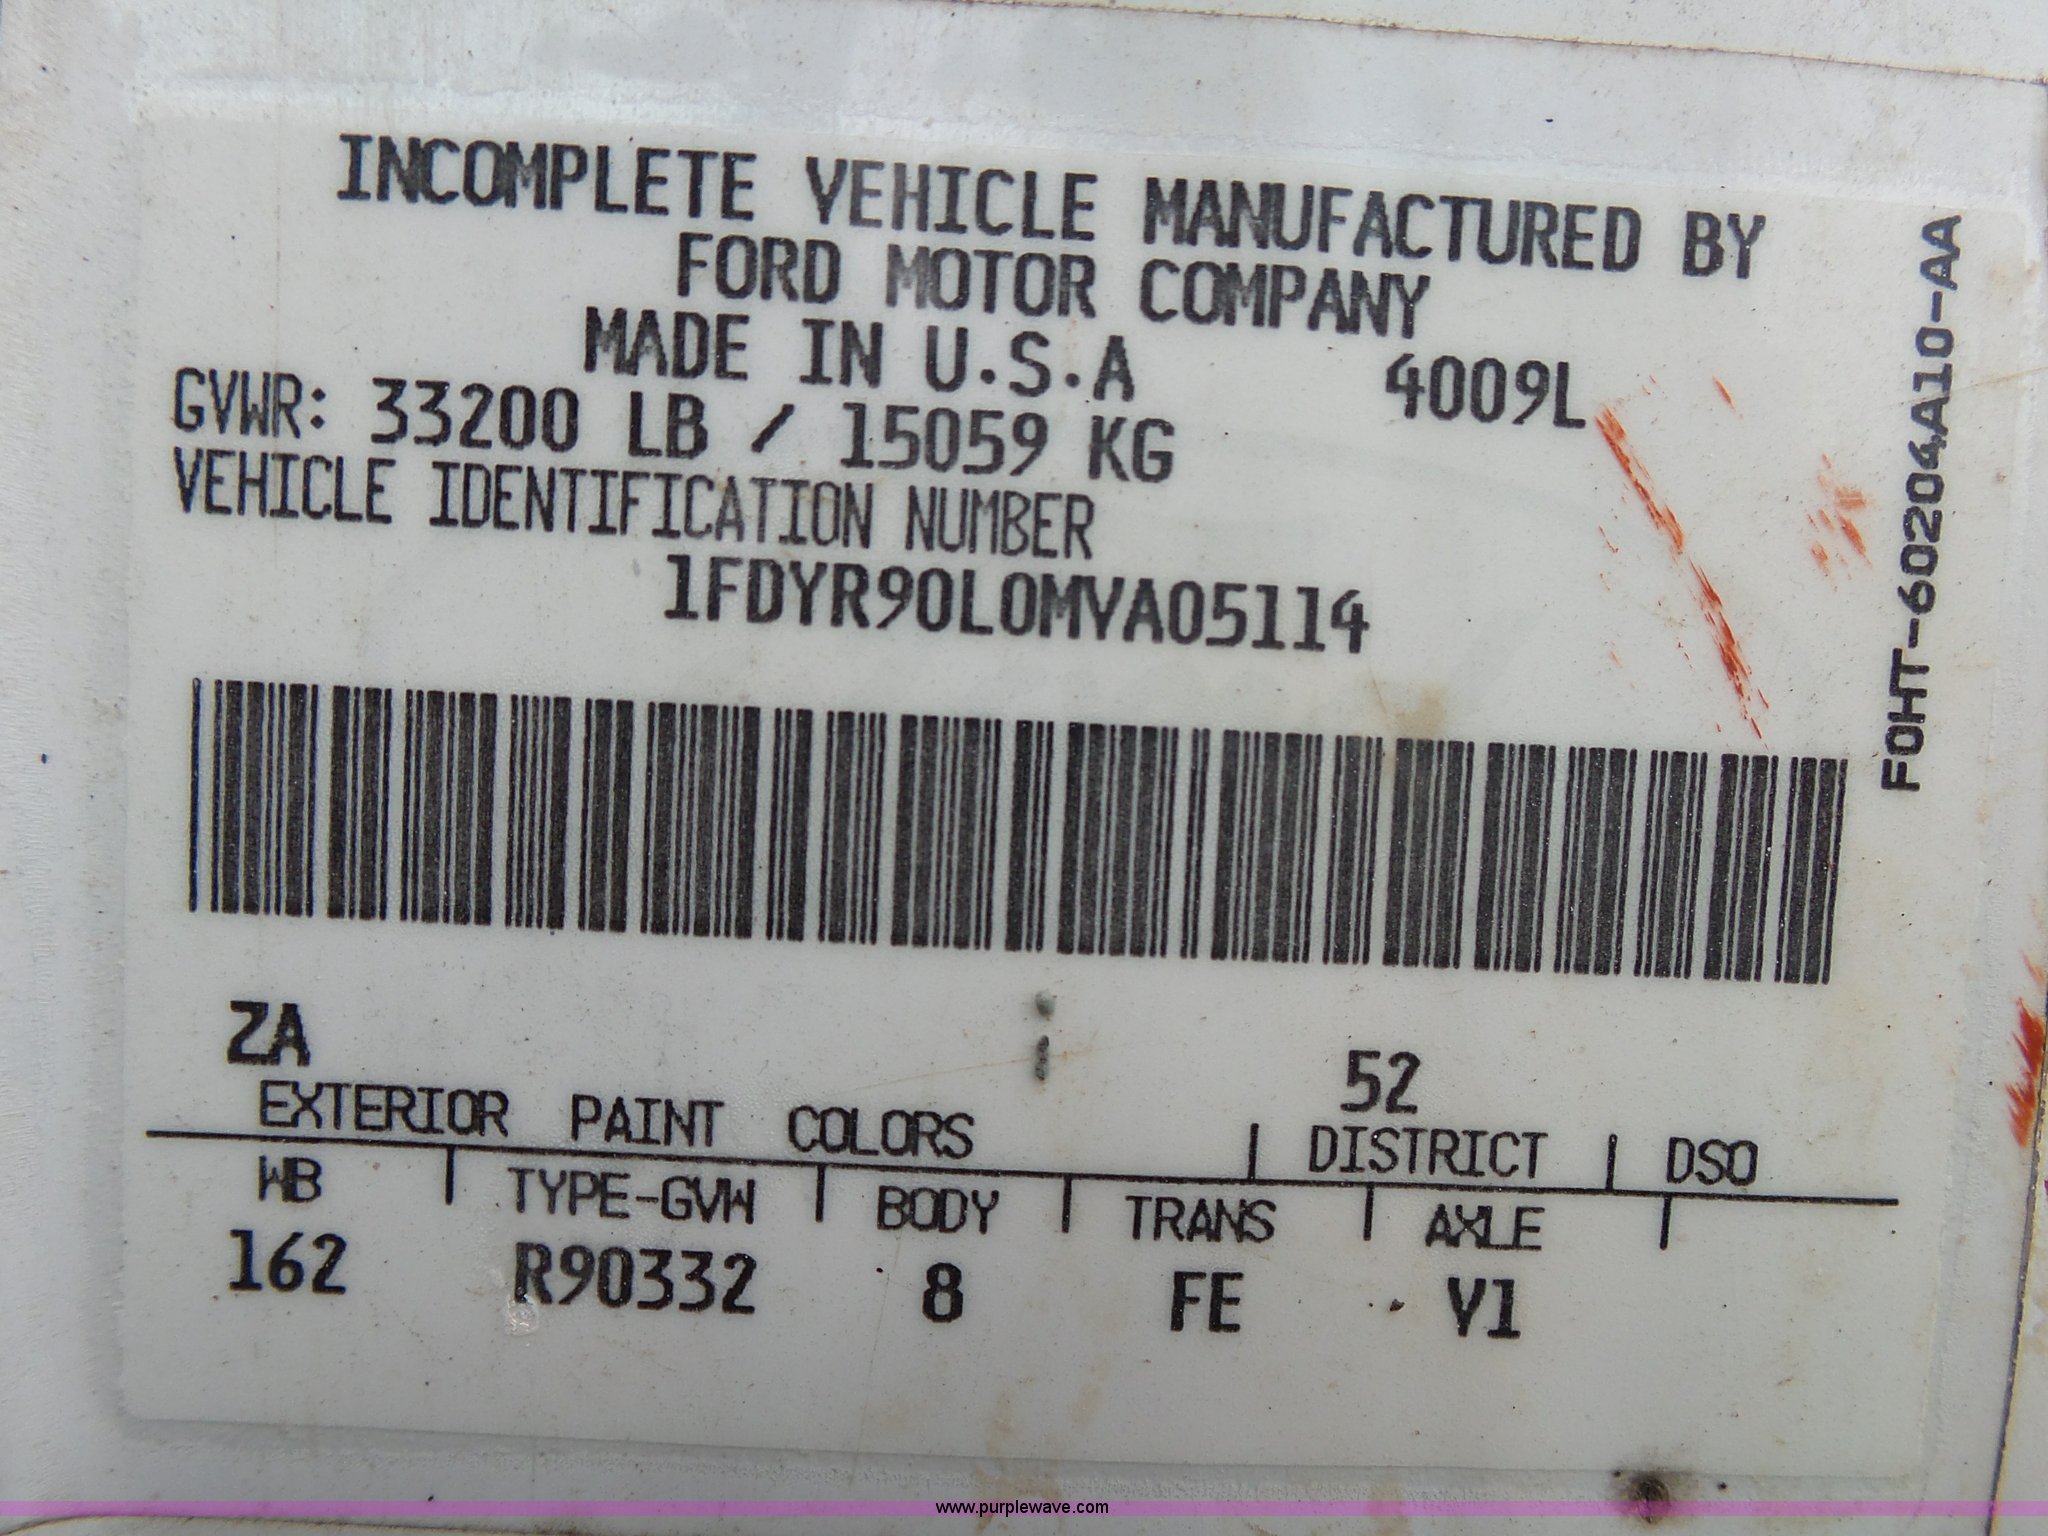 INCOMPLETE VEHICLE MANUFACTURED BY
FORD MOTOR COMPANY
MADE IN U.S.A 4009L
GVWR: 33200 LB / 15059 KG
VEHICLE IDENTIFICATION NUMBER
1FDYR90L0MVA05114
F0HT-60204A10-AA
ZA 52
EXTERIOR PAINT COLORS | DISTRICT | DSO
WB | TYPE-GVW | BODY | TRANS | AXLE |
162 R90332 8 FE V1
www.purplewave.com